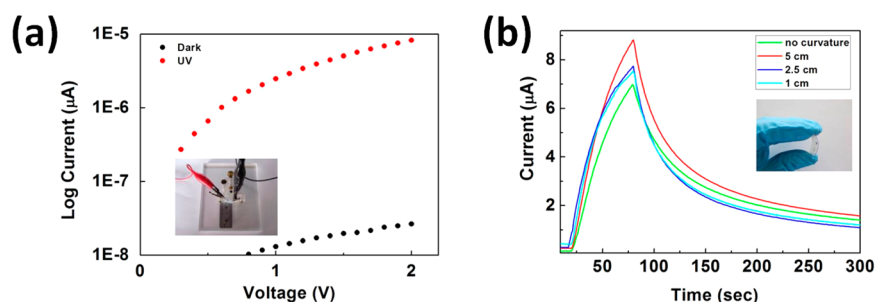 (a)
Log Current (μA)
1E-5
1E-6
1E-7
1E-8
Dark
UV
0
1
2
Voltage (V)
(b)
Current (μA)
8
6
4
2
no curvature
5 cm
2.5 cm
1 cm
50
100
150
200
250
300
Time (sec)